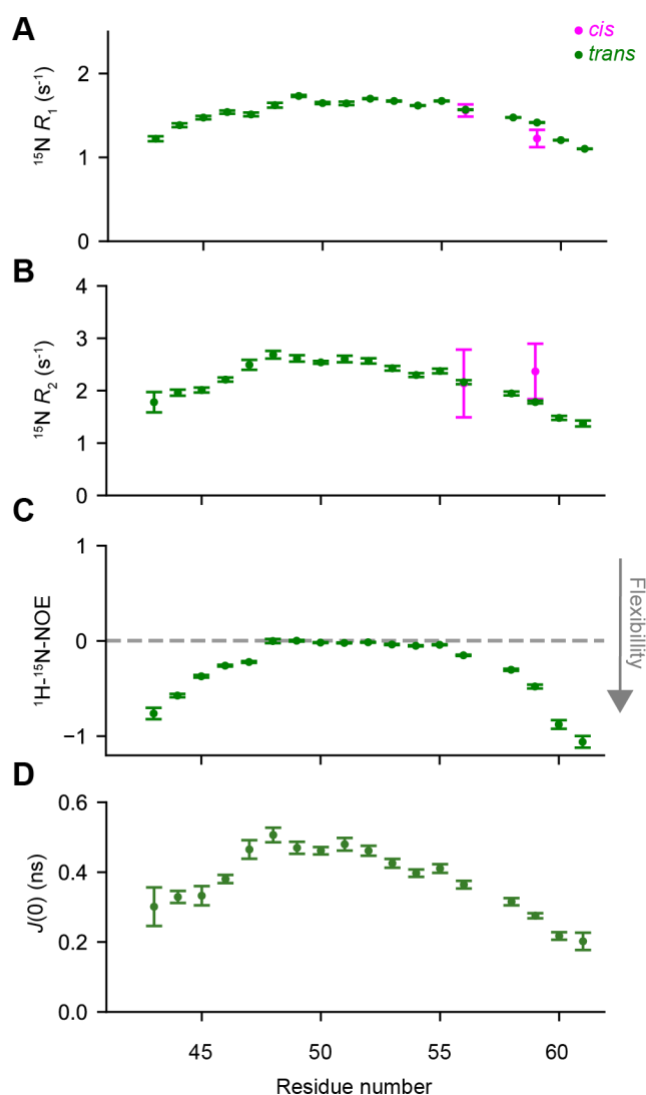 A
cis
trans
2
1
0
¹⁵N R₁ (s⁻¹)
B
4
3
2
1
0
¹⁵N R₂ (s⁻¹)
C
1
0
−1
¹H-¹⁵N-NOE
Flexibillity
D
0.6
0.4
0.2
0.0
J(0) (ns)
45
50
55
60
Residue number